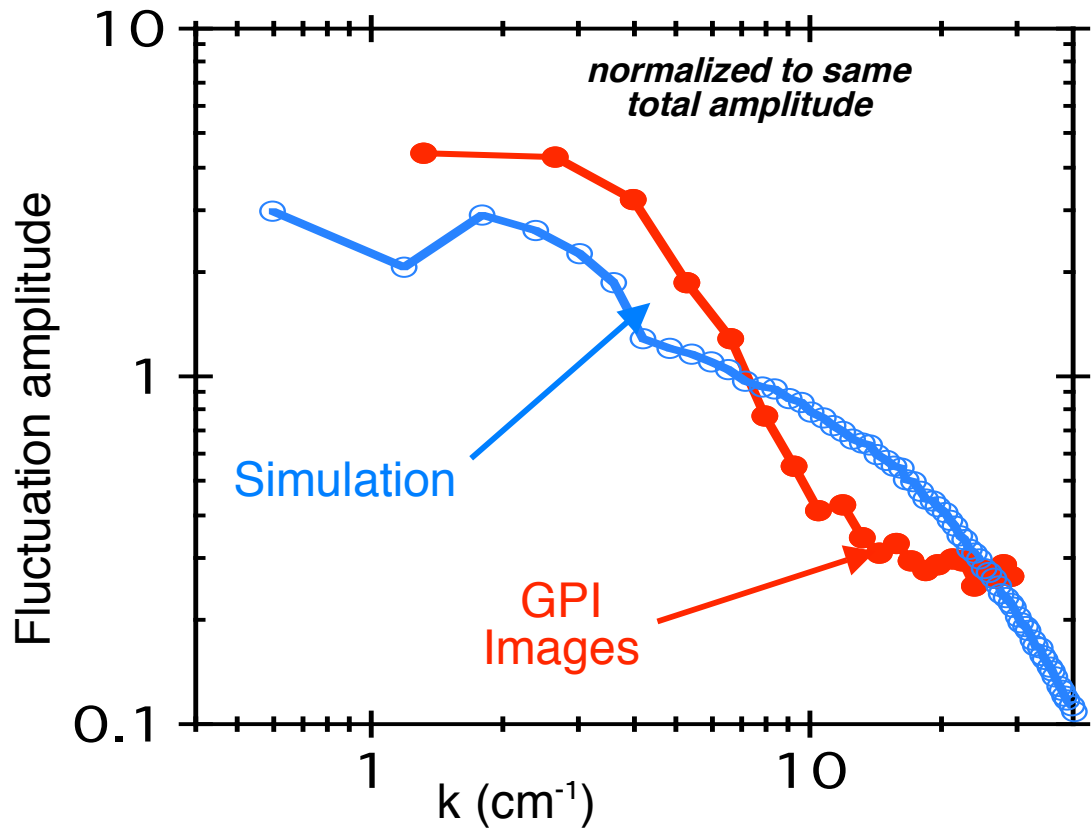 10
normalized to same
total amplitude
Fluctuation amplitude
1
Simulation
GPI
Images
0.1
1
10
k (cm-1)